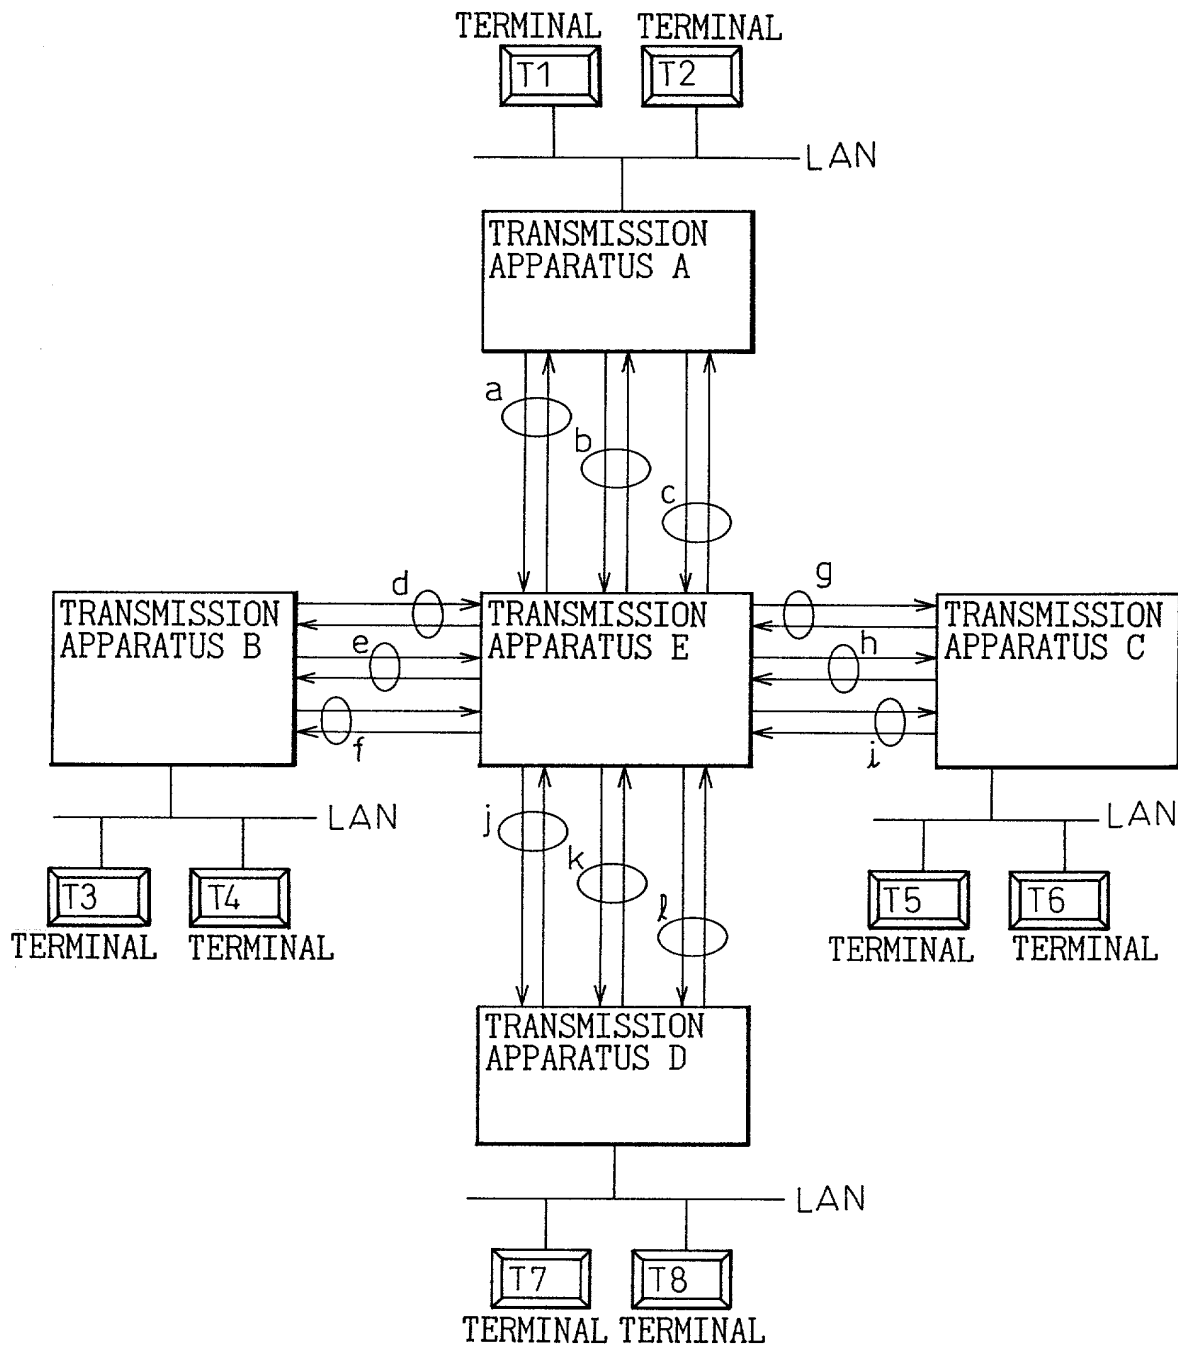 TERMINAL TERMINAL
T1 T2
LAN
TRANSMISSION
APPARATUS A
a
b
c
d
g
TRANSMISSION
APPARATUS B
TRANSMISSION
APPARATUS E
TRANSMISSION
APPARATUS C
e
h
f
i
LAN
j
LAN
k
T3 T4
T5 T6
l
TERMINAL TERMINAL
TERMINAL TERMINAL
TRANSMISSION
APPARATUS D
LAN
T7 T8
TERMINAL TERMINAL